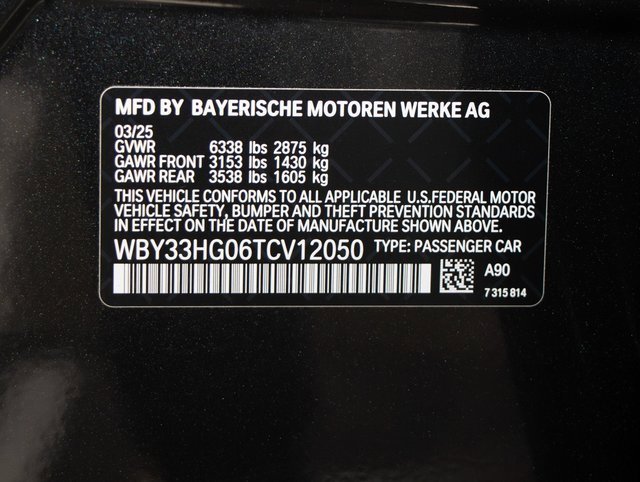 MFD BY BAYERISCHE MOTOREN WERKE AG
03/25
GVWR 6338 lbs 2875 kg
GAWR FRONT 3153 lbs 1430 kg
GAWR REAR 3538 lbs 1605 kg
THIS VEHICLE CONFORMS TO ALL APPLICABLE U.S.FEDERAL MOTOR
VEHICLE SAFETY, BUMPER AND THEFT PREVENTION STANDARDS
IN EFFECT ON THE DATE OF MANUFACTURE SHOWN ABOVE.
WBY33HG06TCV12050 TYPE: PASSENGER CAR
A90
7 315 814